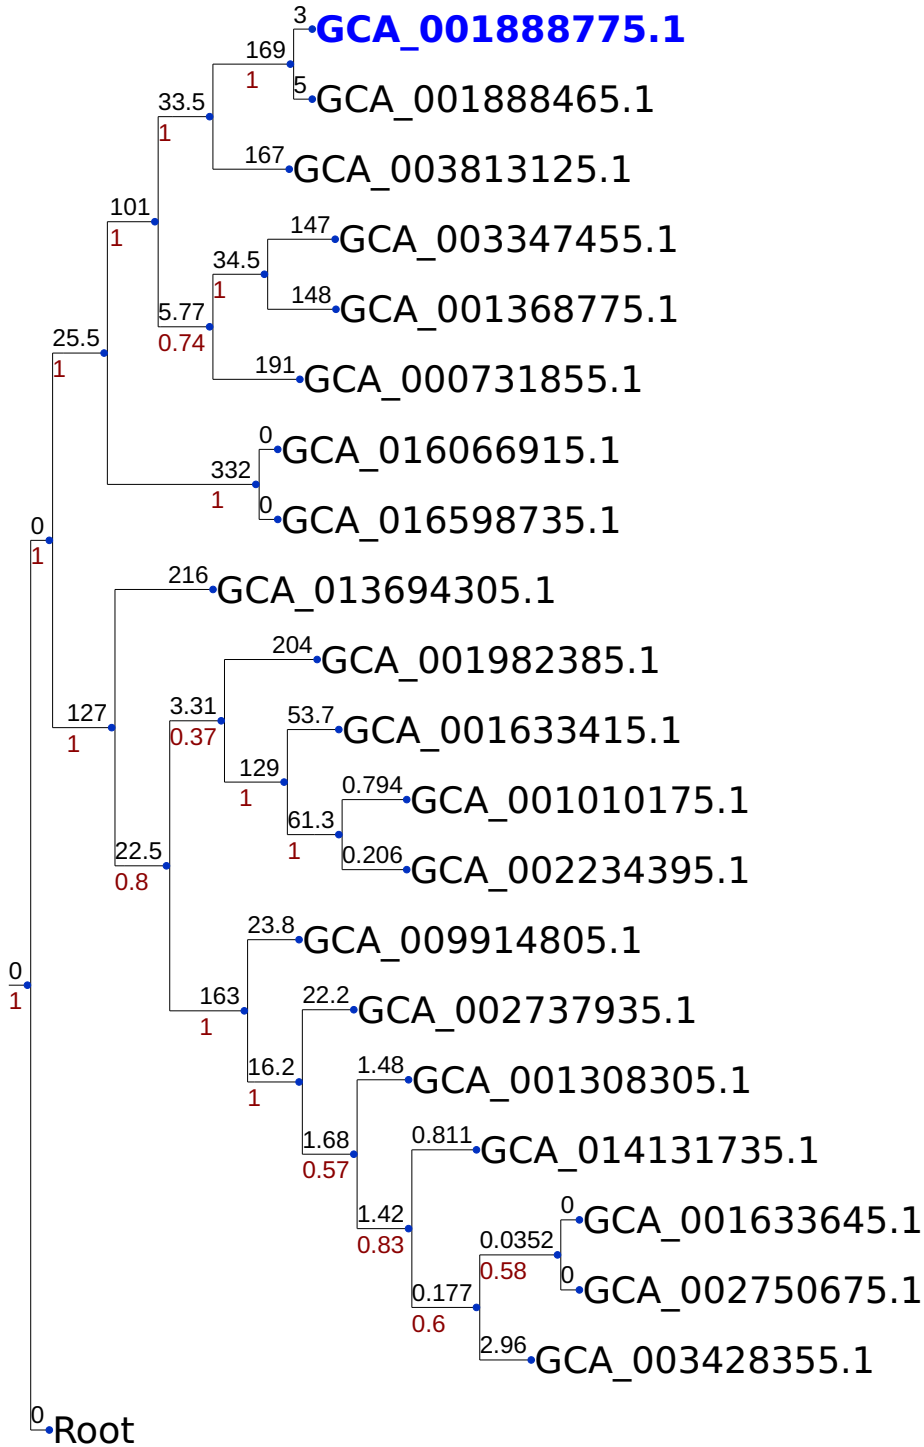 3
GCA_001888775.1
169
1
5
GCA_001888465.1
33.5
1
167
GCA_003813125.1
101
1
147
GCA_003347455.1
34.5
1
148
GCA_001368775.1
5.77
0.74
191
GCA_000731855.1
25.5
1
0
GCA_016066915.1
332
1
0
GCA_016598735.1
0
1
216
GCA_013694305.1
204
GCA_001982385.1
127
1
3.31
0.37
53.7
GCA_001633415.1
129
1
0.794
GCA_001010175.1
61.3
1
22.5
0.8
0.206
GCA_002234395.1
23.8
GCA_009914805.1
0
1
163
1
22.2
GCA_002737935.1
16.2
1
1.48
GCA_001308305.1
1.68
0.57
0.811
GCA_014131735.1
1.42
0.83
0
GCA_001633645.1
0.0352
0.58
0
GCA_002750675.1
0.177
0.6
2.96
GCA_003428355.1
0
Root